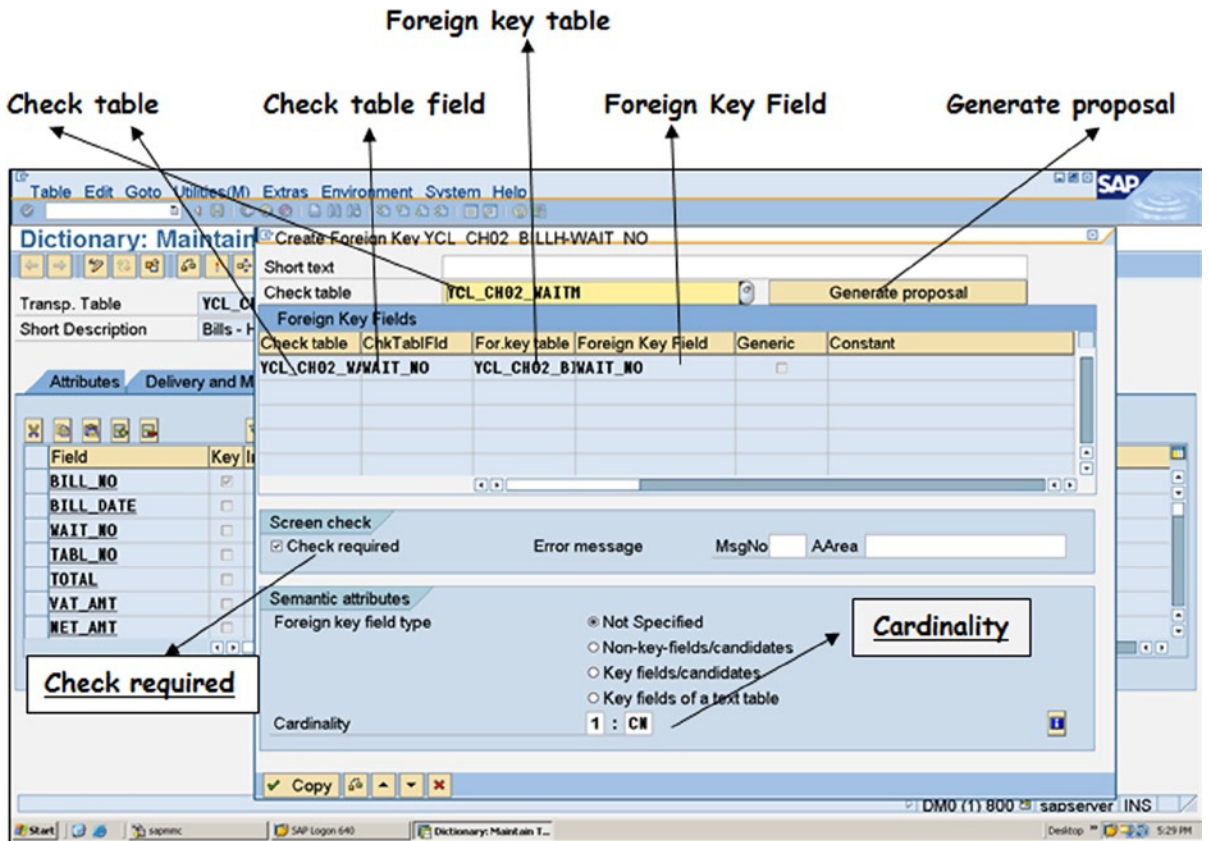 Foreign key table
Check table Check table field Foreign Key Field Generate proposal
Table Edit Goto Utilities(M) Extras Environment System Help
SAP
Dictionary: Maintain
Create Foreign Key YCL_CH02_BILLH-WAIT_NO
Short text
Check table YCL_CH02_WAITM Generate proposal
Transp. Table YCL_C
Short Description Bills - H
Foreign Key Fields
Check table ChkTablFld For.key table Foreign Key Field Generic Constant
YCL_CH02_WA WAIT_NO YCL_CH02_BI WAIT_NO
Attributes Delivery and M
Field Key In
BILL_NO
BILL_DATE
WAIT_NO
TABL_NO
TOTAL
VAT_AMT
NET_AMT
Screen check
Check required Error message MsgNo AArea
Semantic attributes
Foreign key field type Not Specified
Non-key-fields/candidates
Key fields/candidates
Key fields of a text table
Cardinality 1 : CN
Cardinality
Check required
Copy
DM0 (1) 800 sapserver INS
Start sapmmc SAP Logon 640 Dictionary: Maintain T... Desktop 5:29 PM